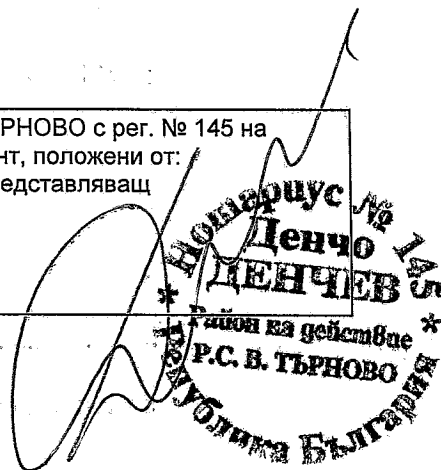 РНОВО с рег. № 145 на
нт, положени от:
едставляващ
Нотариус № 145
Денчо
ДЕНЧЕВ
Район на действие
Р.С. В. ТЪРНОВО
* Република България *